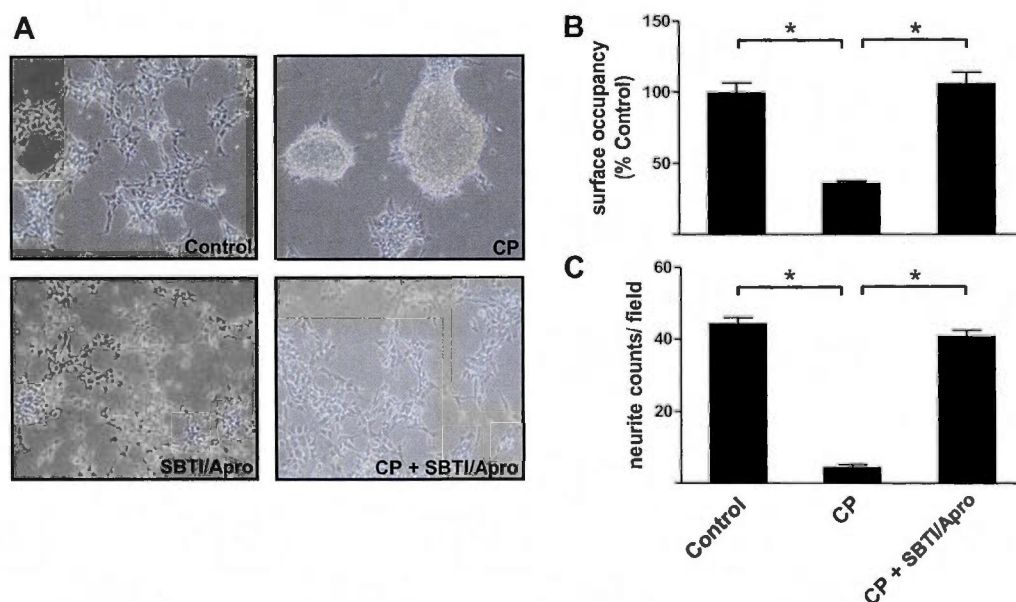 A
Control
CP
SBTI/Apro
CP + SBTI/Apro
B
surface occupancy
(% Control)
150
100
50
*
*
C
neurite counts/ field
60
40
20
*
*
Control
CP
CP + SBTI/Apro